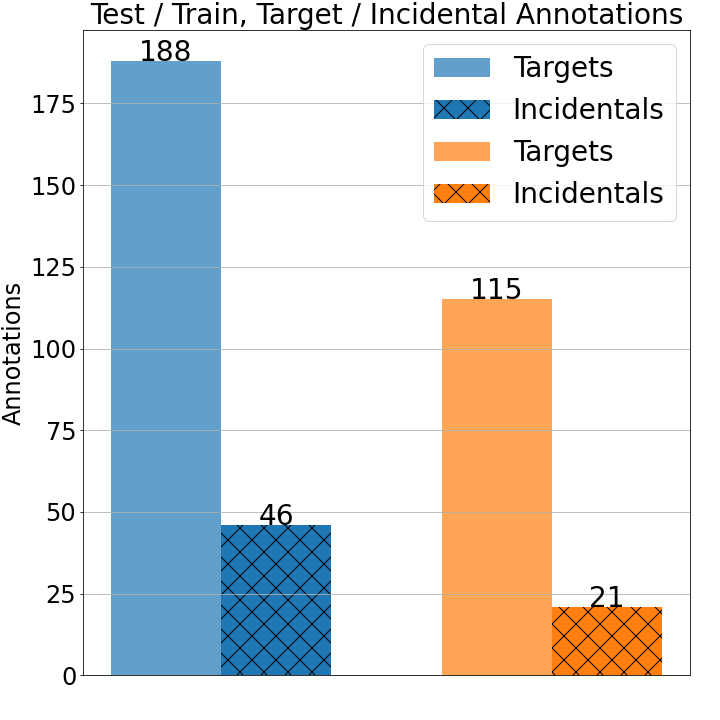 Test / Train, Target / Incidental Annotations
188
Targets
Incidentals
Targets
Incidentals
175
150
125
115
100
Annotations
75
50
46
25
21
0